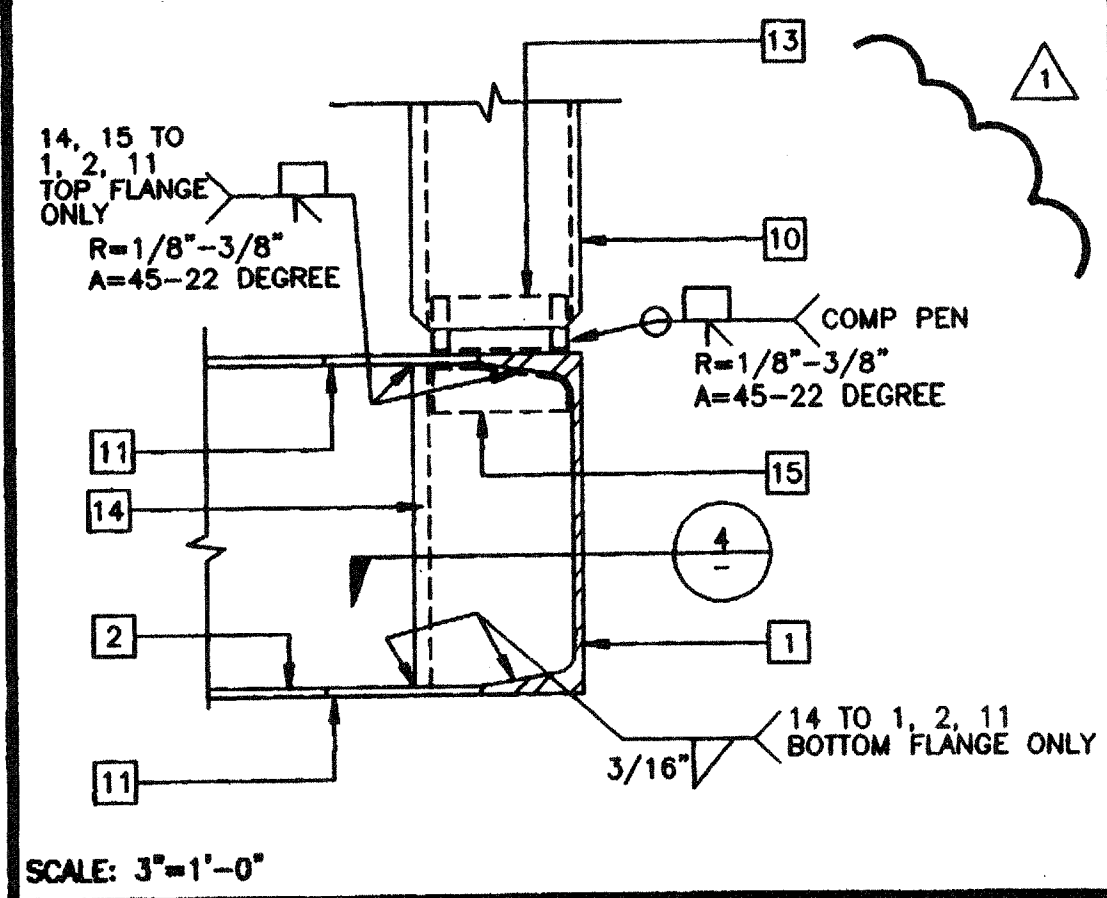 13
1
14, 15 TO
1, 2, 11
TOP FLANGE
ONLY
R=1/8"-3/8"
A=45-22 DEGREE
10
COMP PEN
R=1/8"-3/8"
A=45-22 DEGREE
11
15
14
4
-
2
1
14 TO 1, 2, 11
BOTTOM FLANGE ONLY
3/16"
11
SCALE: 3"=1'-0"